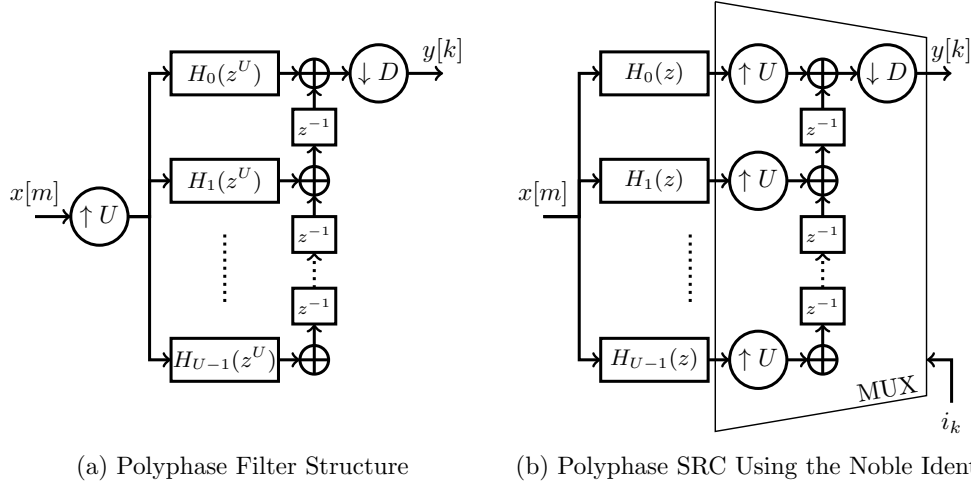 x[m]
↑ U
H_0(z^U)
H_1(z^U)
H_{U−1}(z^U)
z^{−1}
z^{−1}
z^{−1}
↓ D
y[k]
(a) Polyphase Filter Structure
x[m]
H_0(z)
H_1(z)
H_{U−1}(z)
↑ U
↑ U
↑ U
z^{−1}
z^{−1}
z^{−1}
↓ D
y[k]
MUX
i_k
(b) Polyphase SRC Using the Noble Ident